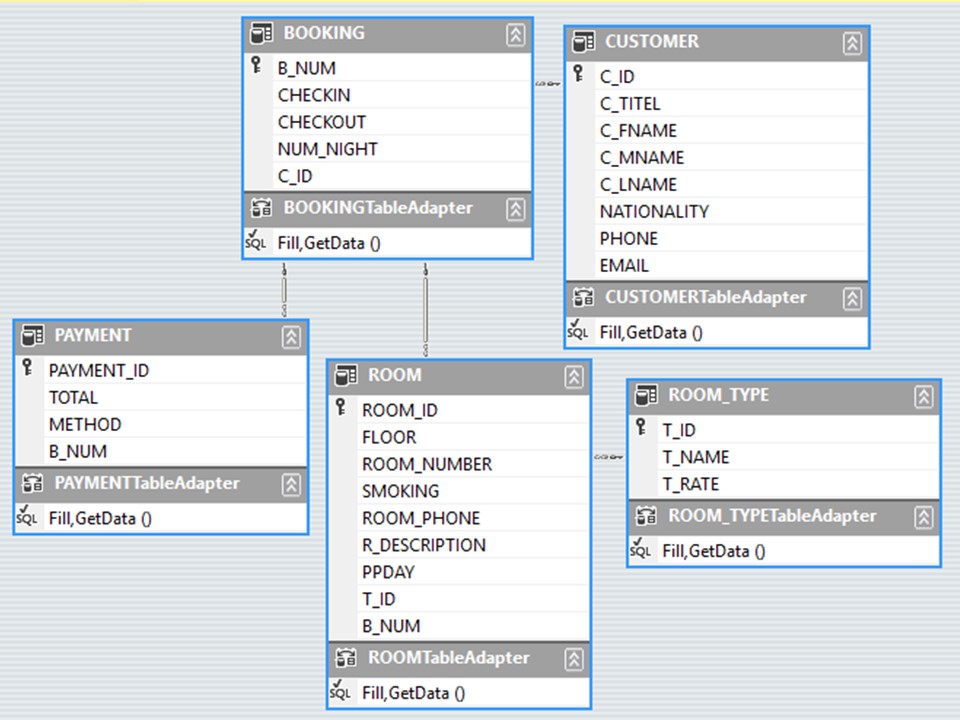 BOOKING
B_NUM
CHECKIN
CHECKOUT
NUM_NIGHT
C_ID
BOOKINGTableAdapter
SQL Fill,GetData ()
CUSTOMER
C_ID
C_TITEL
C_FNAME
C_MNAME
C_LNAME
NATIONALITY
PHONE
EMAIL
CUSTOMERTableAdapter
SQL Fill,GetData ()
PAYMENT
PAYMENT_ID
TOTAL
METHOD
B_NUM
PAYMENTTableAdapter
SQL Fill,GetData ()
ROOM
ROOM_ID
FLOOR
ROOM_NUMBER
SMOKING
ROOM_PHONE
R_DESCRIPTION
PPDAY
T_ID
B_NUM
ROOMTableAdapter
SQL Fill,GetData ()
ROOM_TYPE
T_ID
T_NAME
T_RATE
ROOM_TYPETableAdapter
SQL Fill,GetData ()